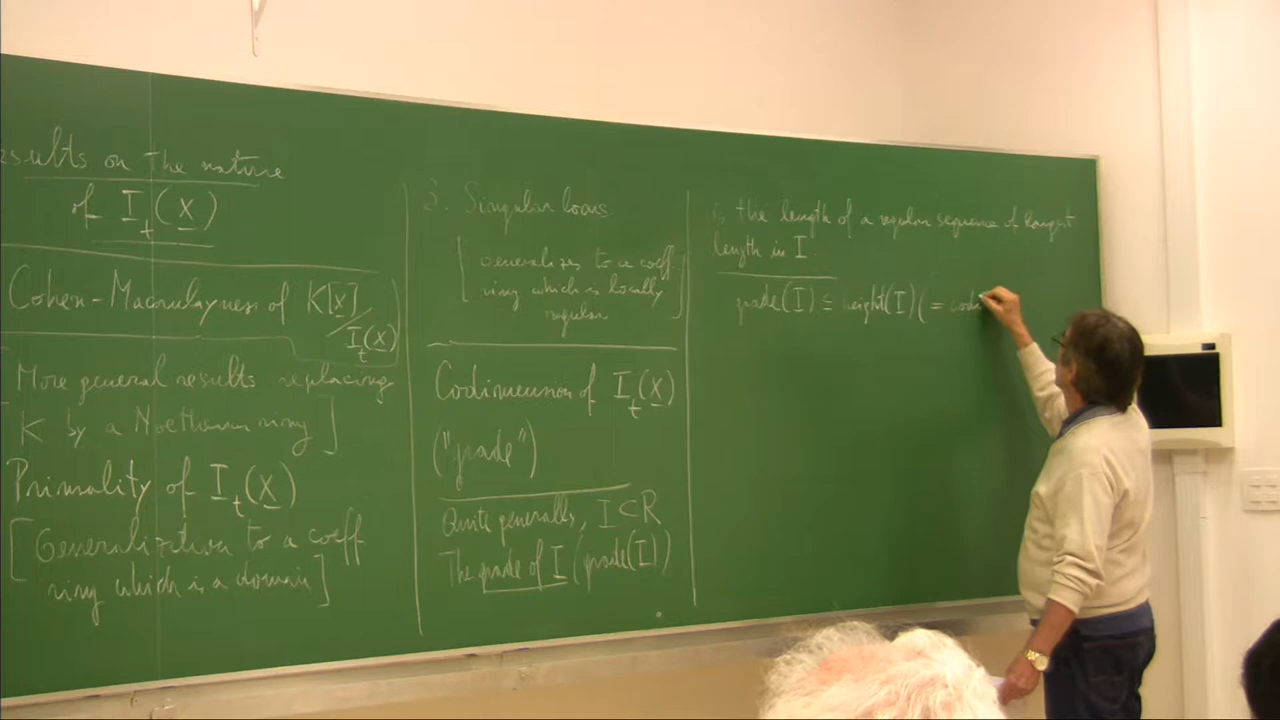 sults on the nature
of I_t(X)
Cohen-Macaulayness of K[X]/I_t(X)
[More general results replacing
K by a Noetherian ring]
Primality of I_t(X)
[Generalization to a coeff
ring which is a domain]
2. Singular locus
[generalizes to a coeff.
ring which is locally
regular]
Codimension of I_t(X)
("grade")
Quite generally, I ⊂ R
The grade of I (grade(I))
is the length of a regular sequence of longest
length in I.
grade(I) ≤ height(I) (= codi